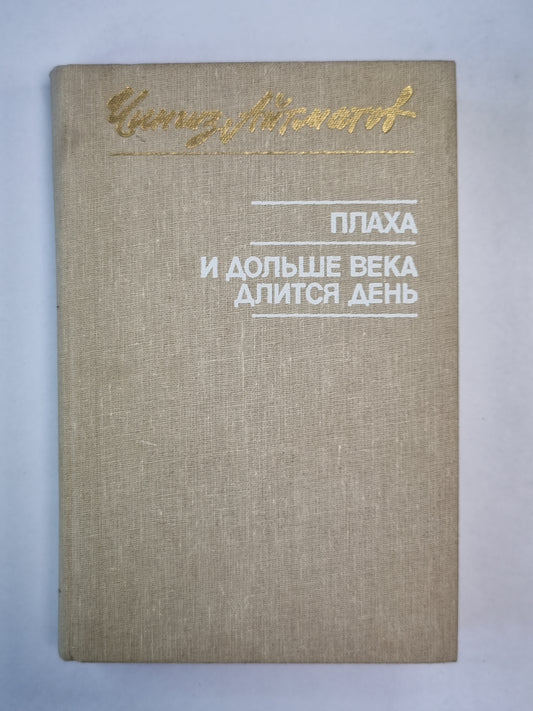 Чингиз Айтматов
ПЛАХА
И ДОЛЬШЕ ВЕКА
ДЛИТСЯ ДЕНЬ